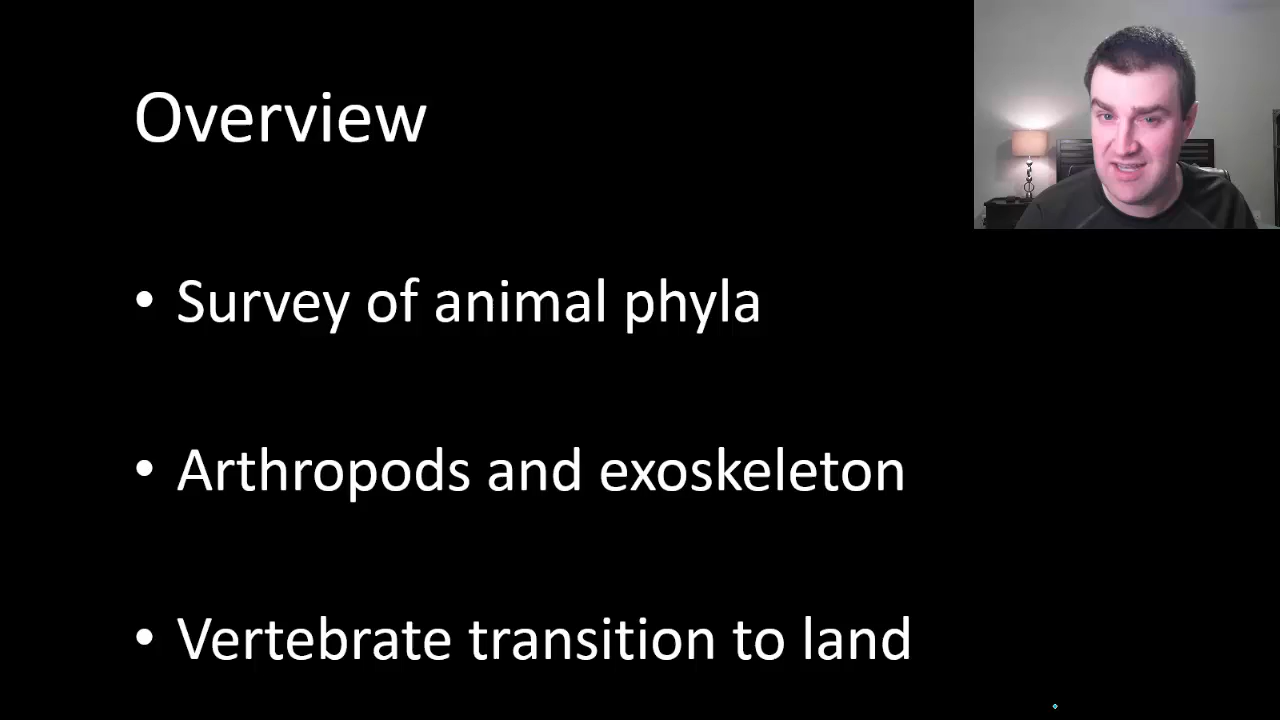 Overview
• Survey of animal phyla
• Arthropods and exoskeleton
• Vertebrate transition to land